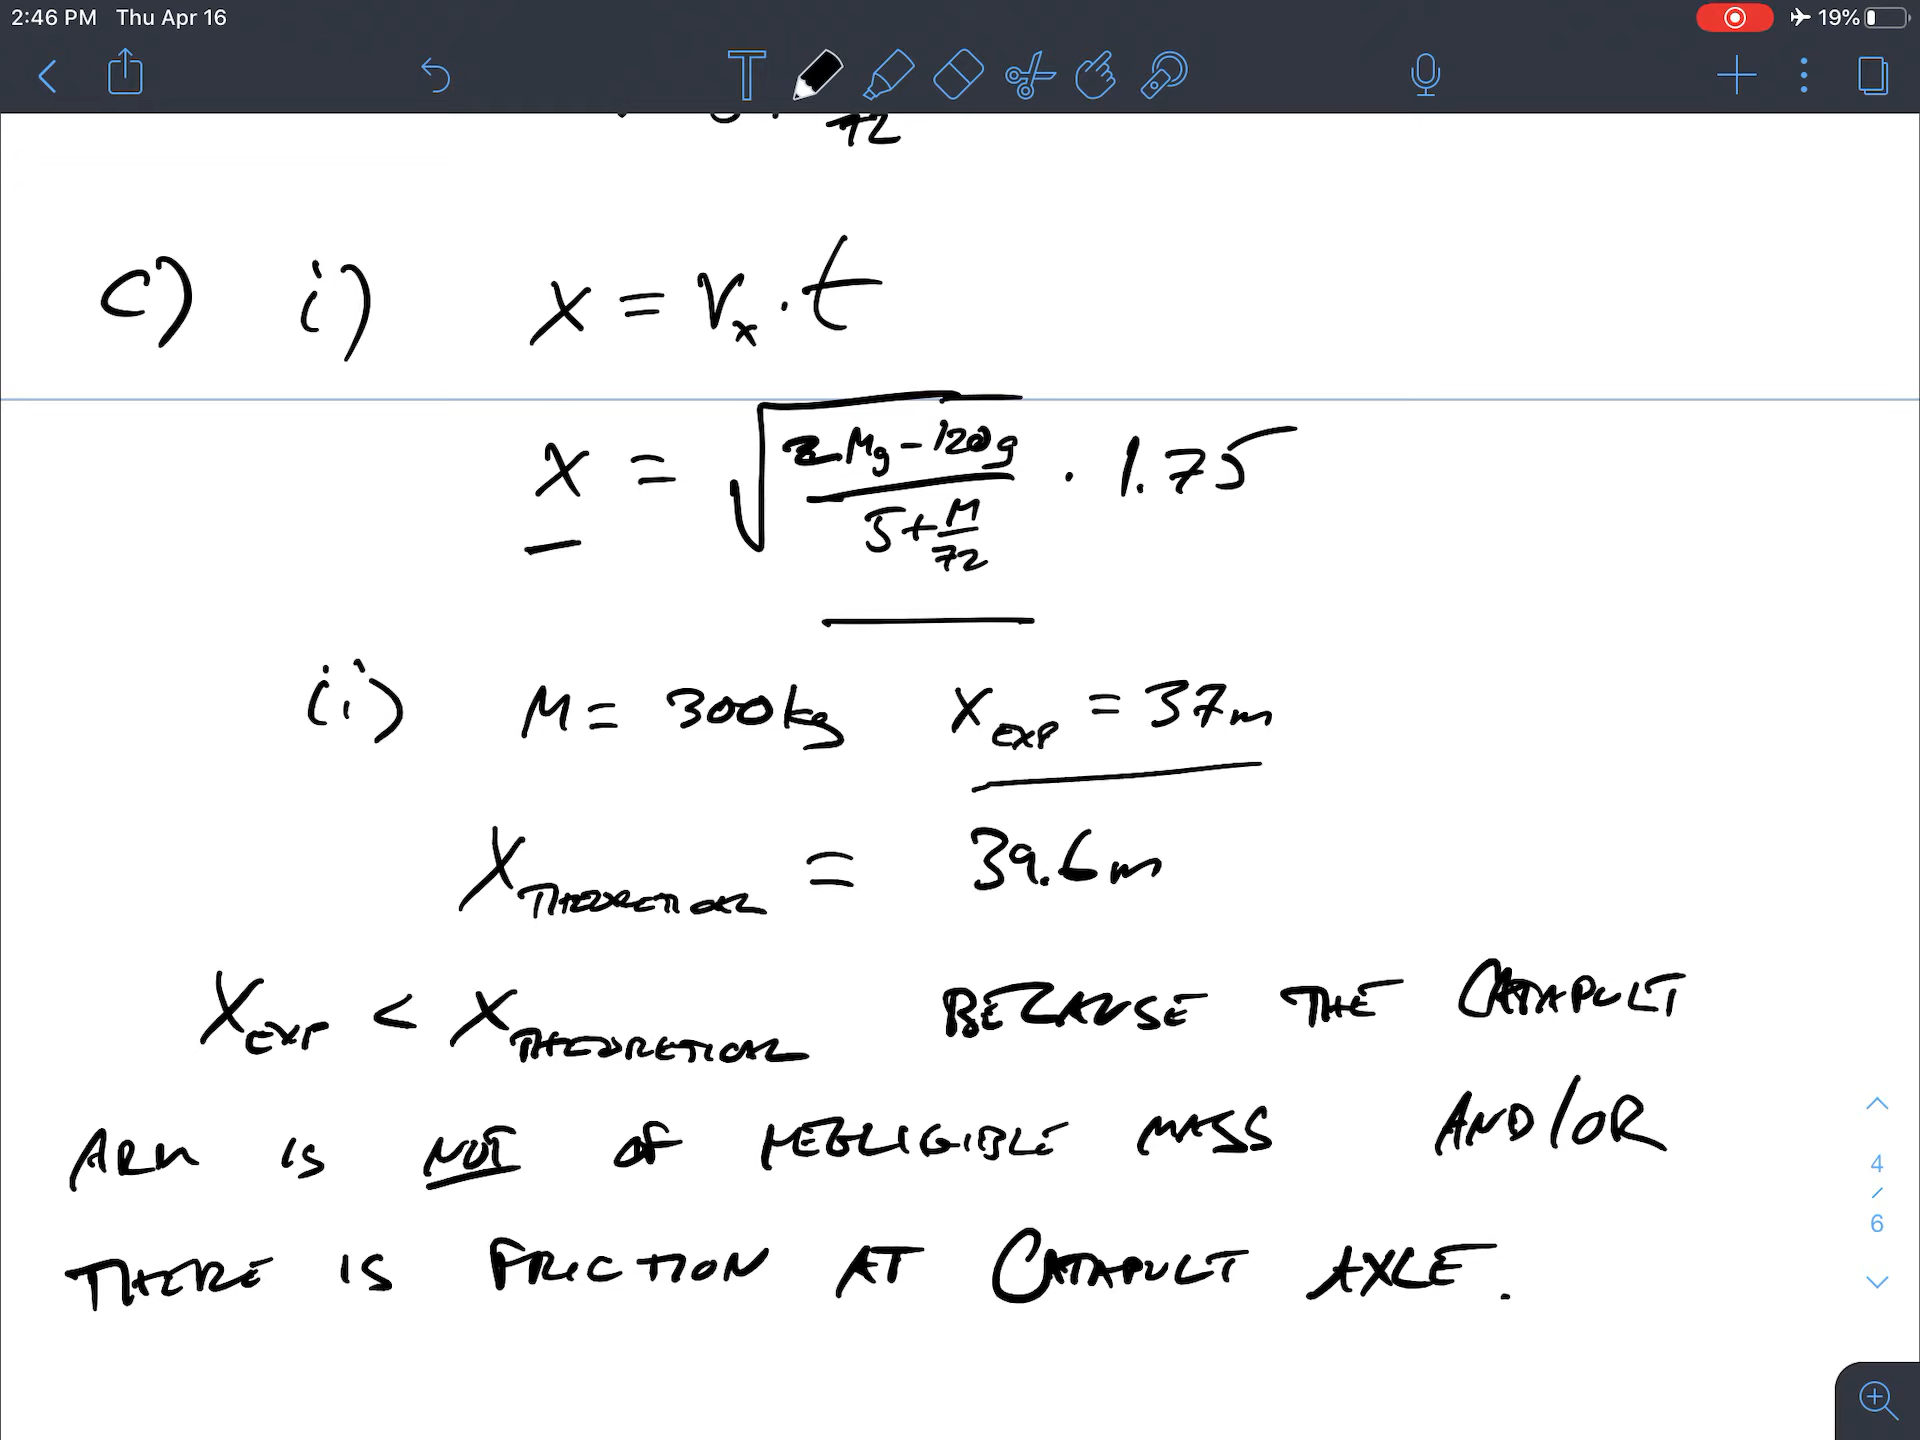 2:46 PM Thu Apr 16 19%
T
72
c) i) x = Vx · t
x = √((2Mg - 120g)/(5 + M/72)) · 1.75
ii) M = 300kg XEXP = 37m
XTHEORETICAL = 39.6m
XEXP < XTHEORETICAL BECAUSE THE CATAPULT
ARM IS NOT OF NEGLIGIBLE MASS AND/OR
THERE IS FRICTION AT CATAPULT AXLE.
4
/
6